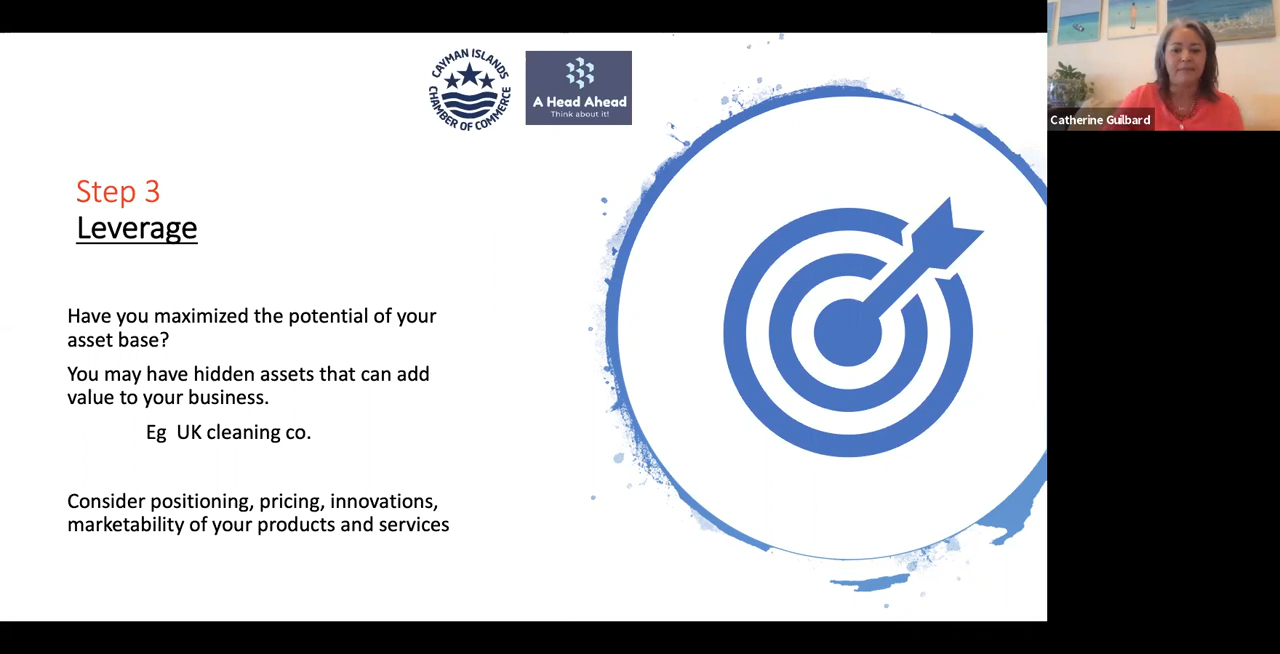 CAYMAN ISLANDS
CHAMBER OF COMMERCE
A Head Ahead
Think about it!
Catherine Guilbard
Step 3
Leverage
Have you maximized the potential of your
asset base?
You may have hidden assets that can add
value to your business.
Eg UK cleaning co.
Consider positioning, pricing, innovations,
marketability of your products and services